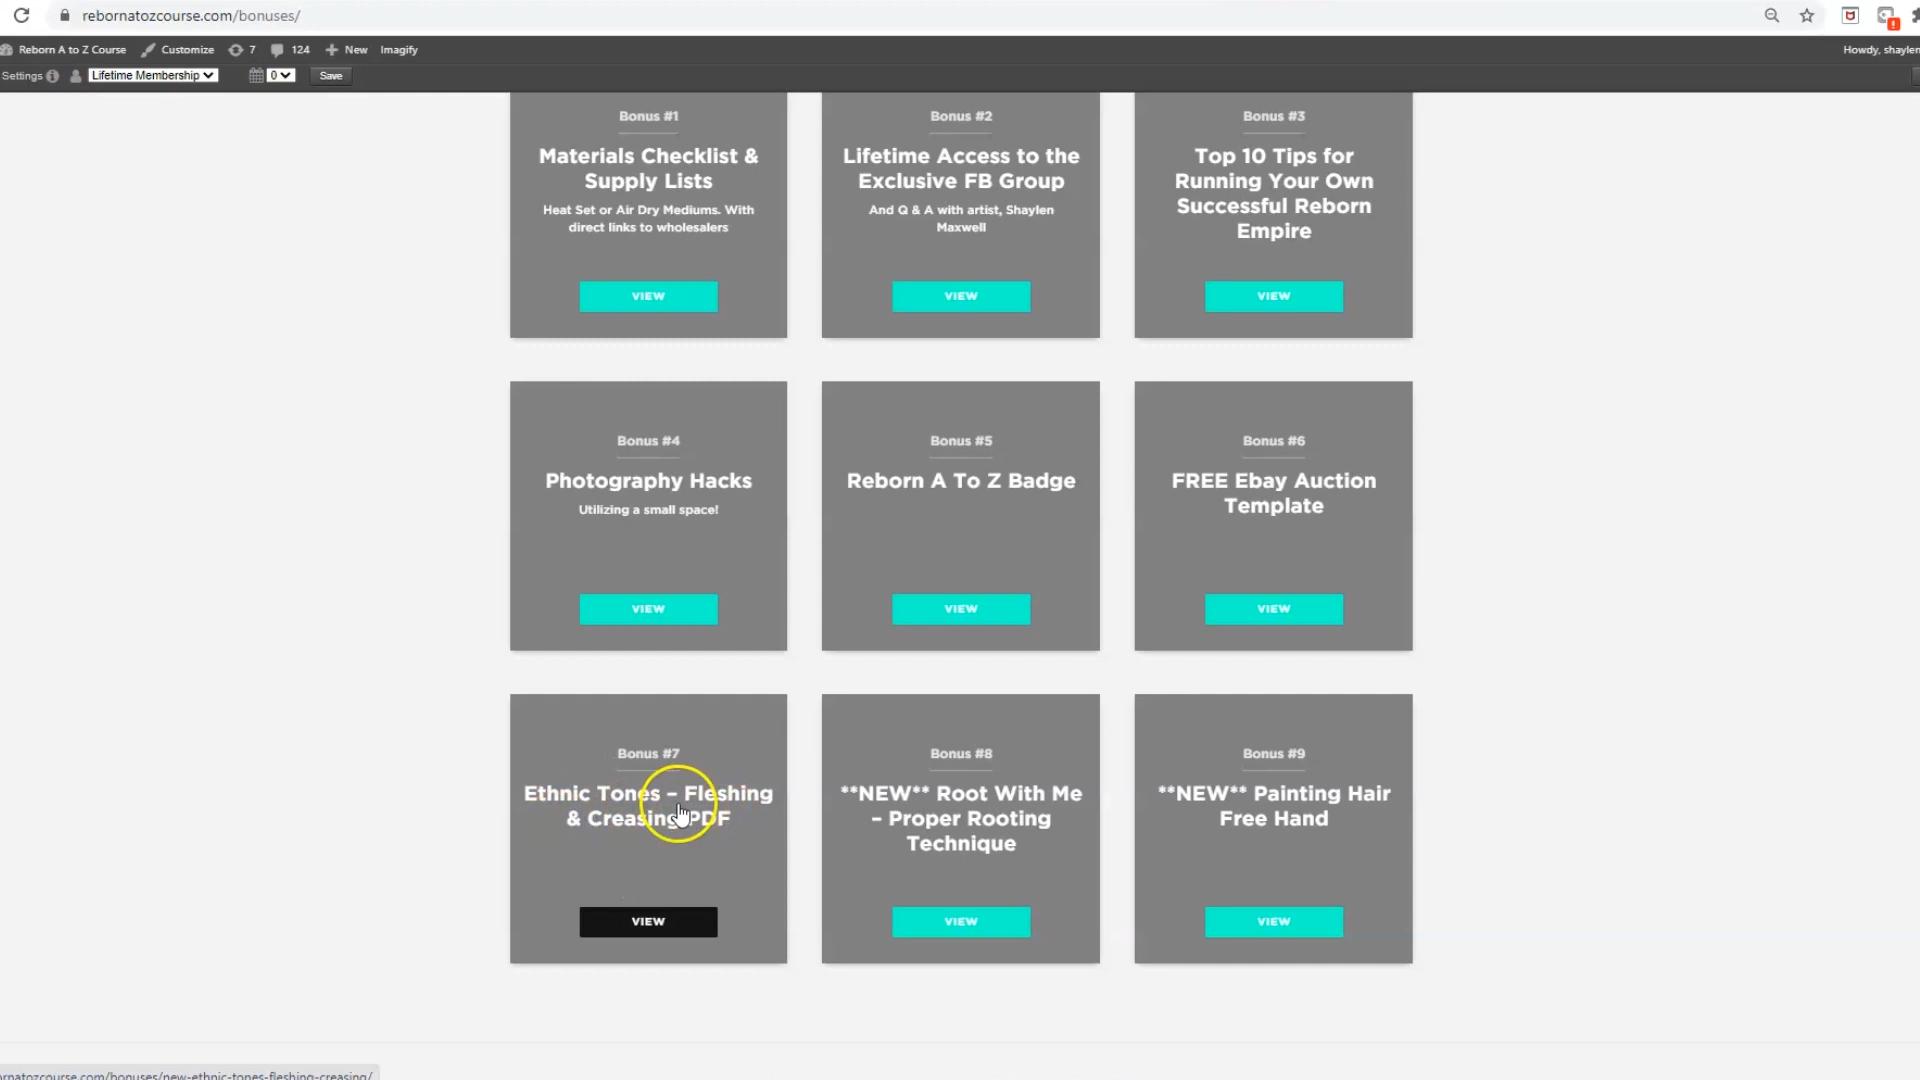 rebornatozcourse.com/bonuses/
Reborn A to Z Course Customize 7 124 New Imagify
Howdy, shaylen
Settings Lifetime Membership 0 Save
Bonus #1
Materials Checklist &
Supply Lists
Heat Set or Air Dry Mediums. With
direct links to wholesalers
VIEW
Bonus #2
Lifetime Access to the
Exclusive FB Group
And Q & A with artist, Shaylen
Maxwell
VIEW
Bonus #3
Top 10 Tips for
Running Your Own
Successful Reborn
Empire
VIEW
Bonus #4
Photography Hacks
Utilizing a small space!
VIEW
Bonus #5
Reborn A To Z Badge
VIEW
Bonus #6
FREE Ebay Auction
Template
VIEW
Bonus #7
Ethnic Tones – Fleshing
& Creasing PDF
VIEW
Bonus #8
**NEW** Root With Me
– Proper Rooting
Technique
VIEW
Bonus #9
**NEW** Painting Hair
Free Hand
VIEW
ornatozcourse.com/bonuses/new-ethnic-tones-fleshing-creasing/